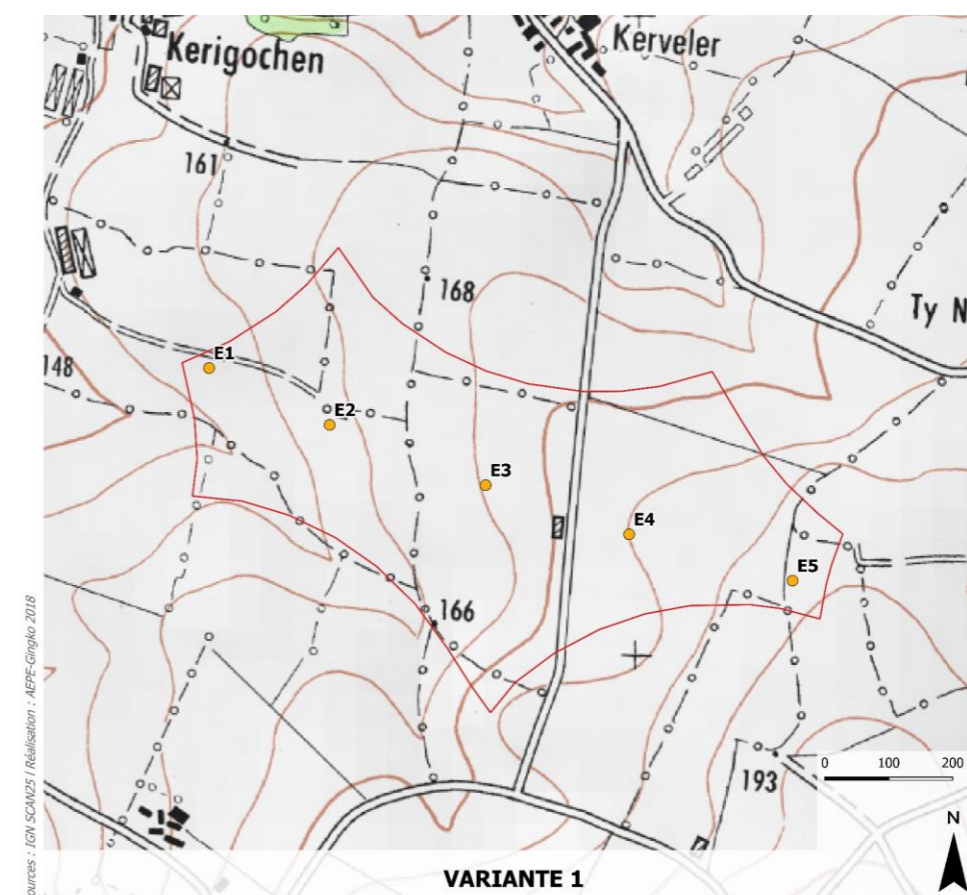 Kerigochen
Kerveler
161
168
Ty N
148
E1
E2
E3
E4
E5
166
193
0 100 200
N
VARIANTE 1
ources : IGN SCAN25 I Réalisation : AEPE-Gingko 2018